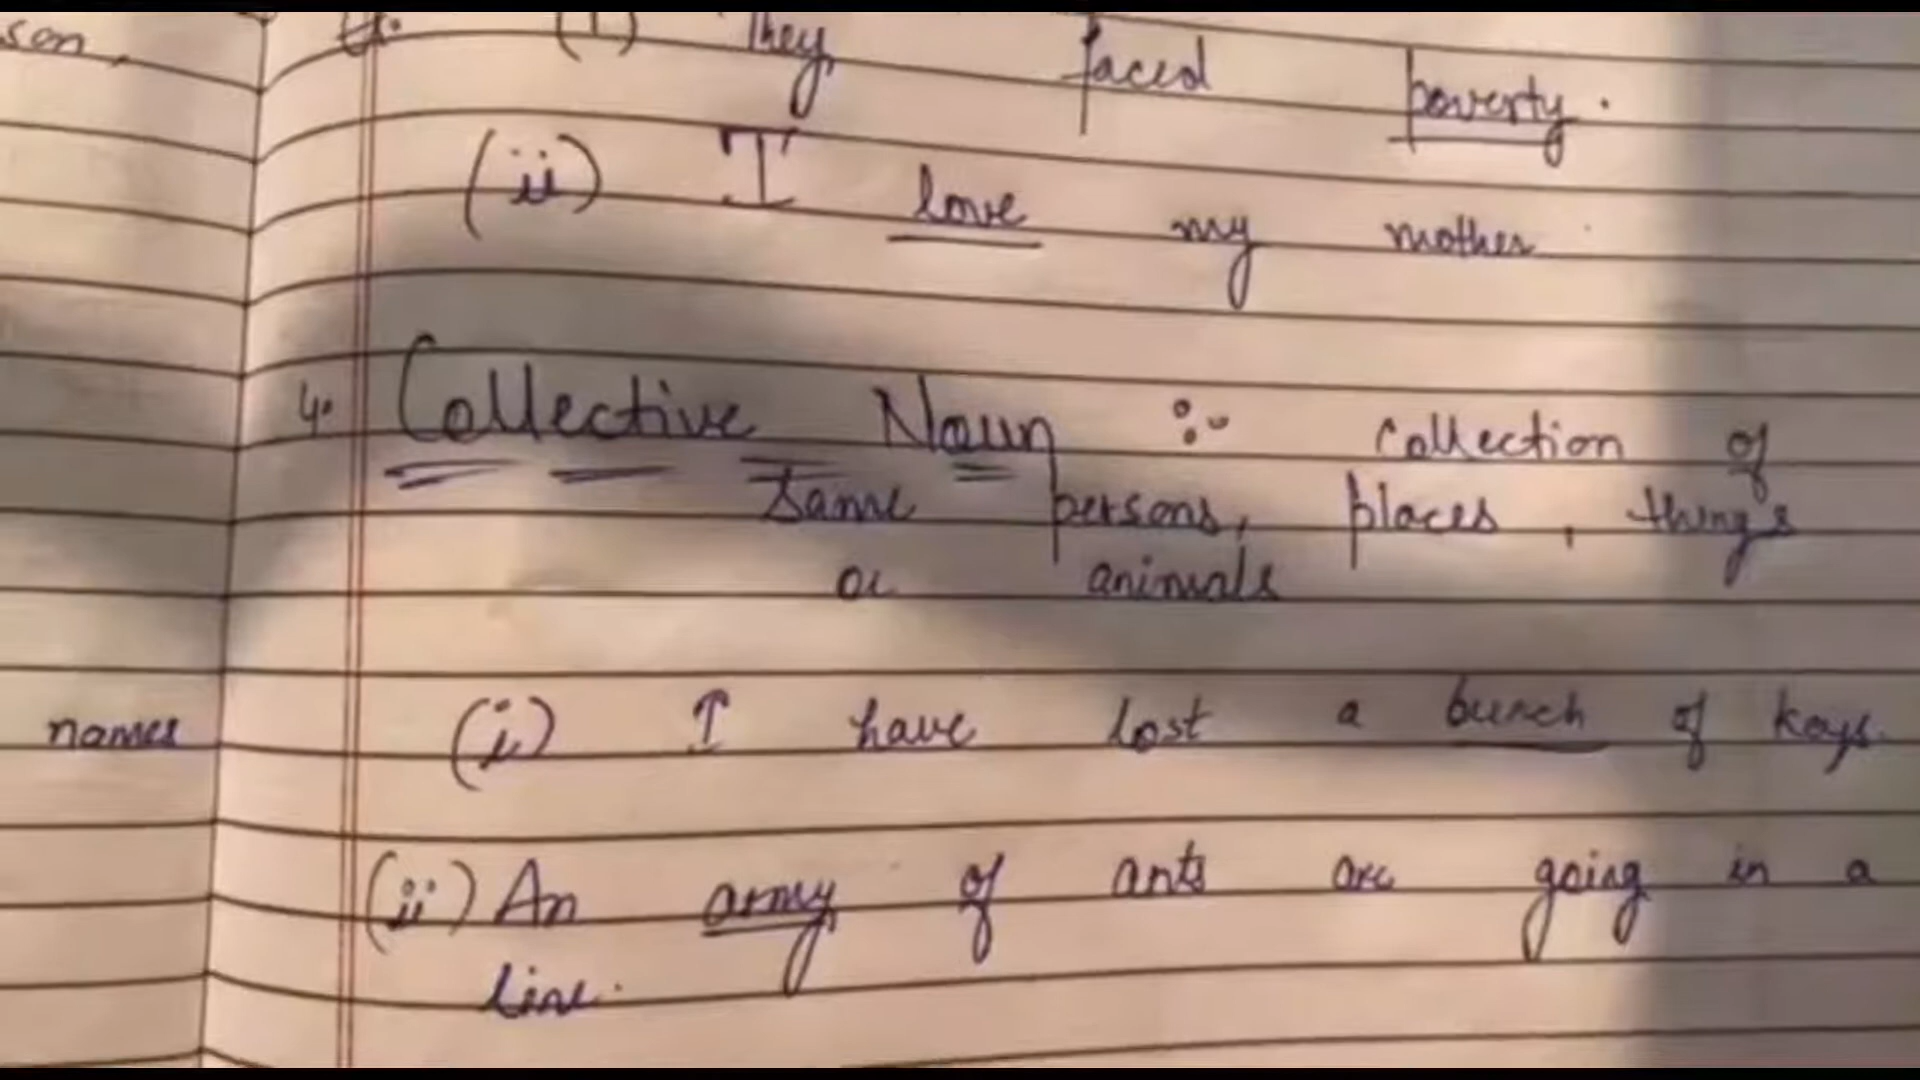 son,
(i) They faced poverty.
(ii) I love my mother
4. Collective Noun :- Collection of
same persons, places, thing's
or animals
names
(i) I have lost a bunch of keys.
(ii) An army of ants are going in a
line.